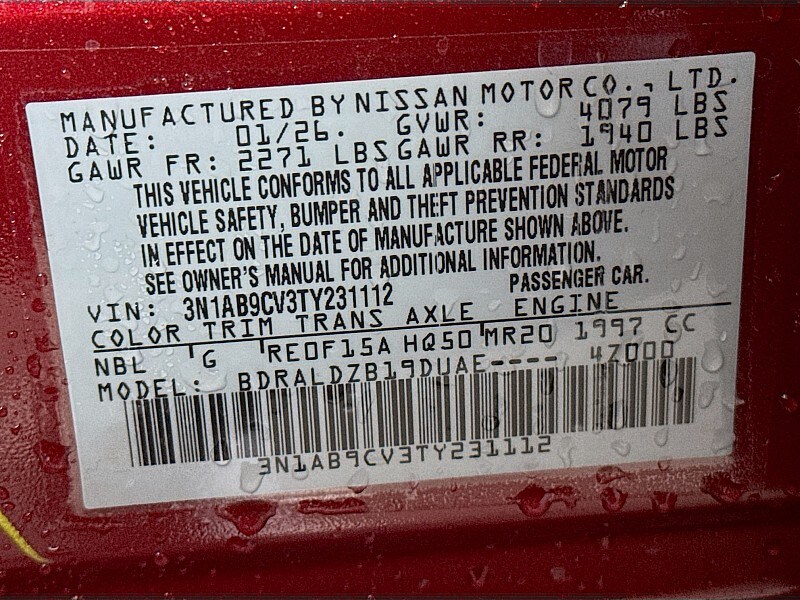 MANUFACTURED BY NISSAN MOTOR CO., LTD.
DATE: 01/26. GVWR: 4079 LBS
GAWR FR: 2271 LBS GAWR RR: 1940 LBS
THIS VEHICLE CONFORMS TO ALL APPLICABLE FEDERAL MOTOR
VEHICLE SAFETY, BUMPER AND THEFT PREVENTION STANDARDS
IN EFFECT ON THE DATE OF MANUFACTURE SHOWN ABOVE.
SEE OWNER'S MANUAL FOR ADDITIONAL INFORMATION.
VIN: 3N1AB9CV3TY231112 PASSENGER CAR.
COLOR TRIM TRANS AXLE ENGINE
NBL G RE0F15A HQ50 MR20 1997 CC
MODEL: BDRALDZB19DUAE---- 4Z000
3N1AB9CV3TY231112